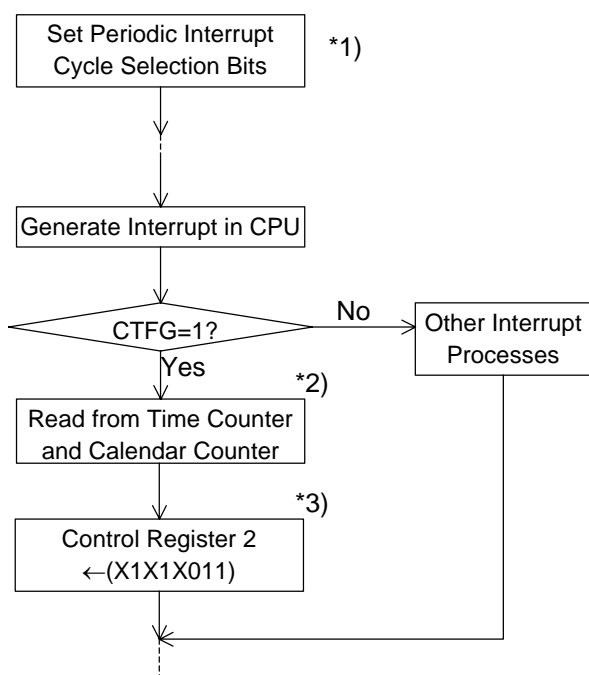 Set Periodic Interrupt
Cycle Selection Bits
*1)
Generate Interrupt in CPU
CTFG=1?
No
Other Interrupt
Processes
Yes
*2)
Read from Time Counter
and Calendar Counter
*3)
Control Register 2
←(X1X1X011)